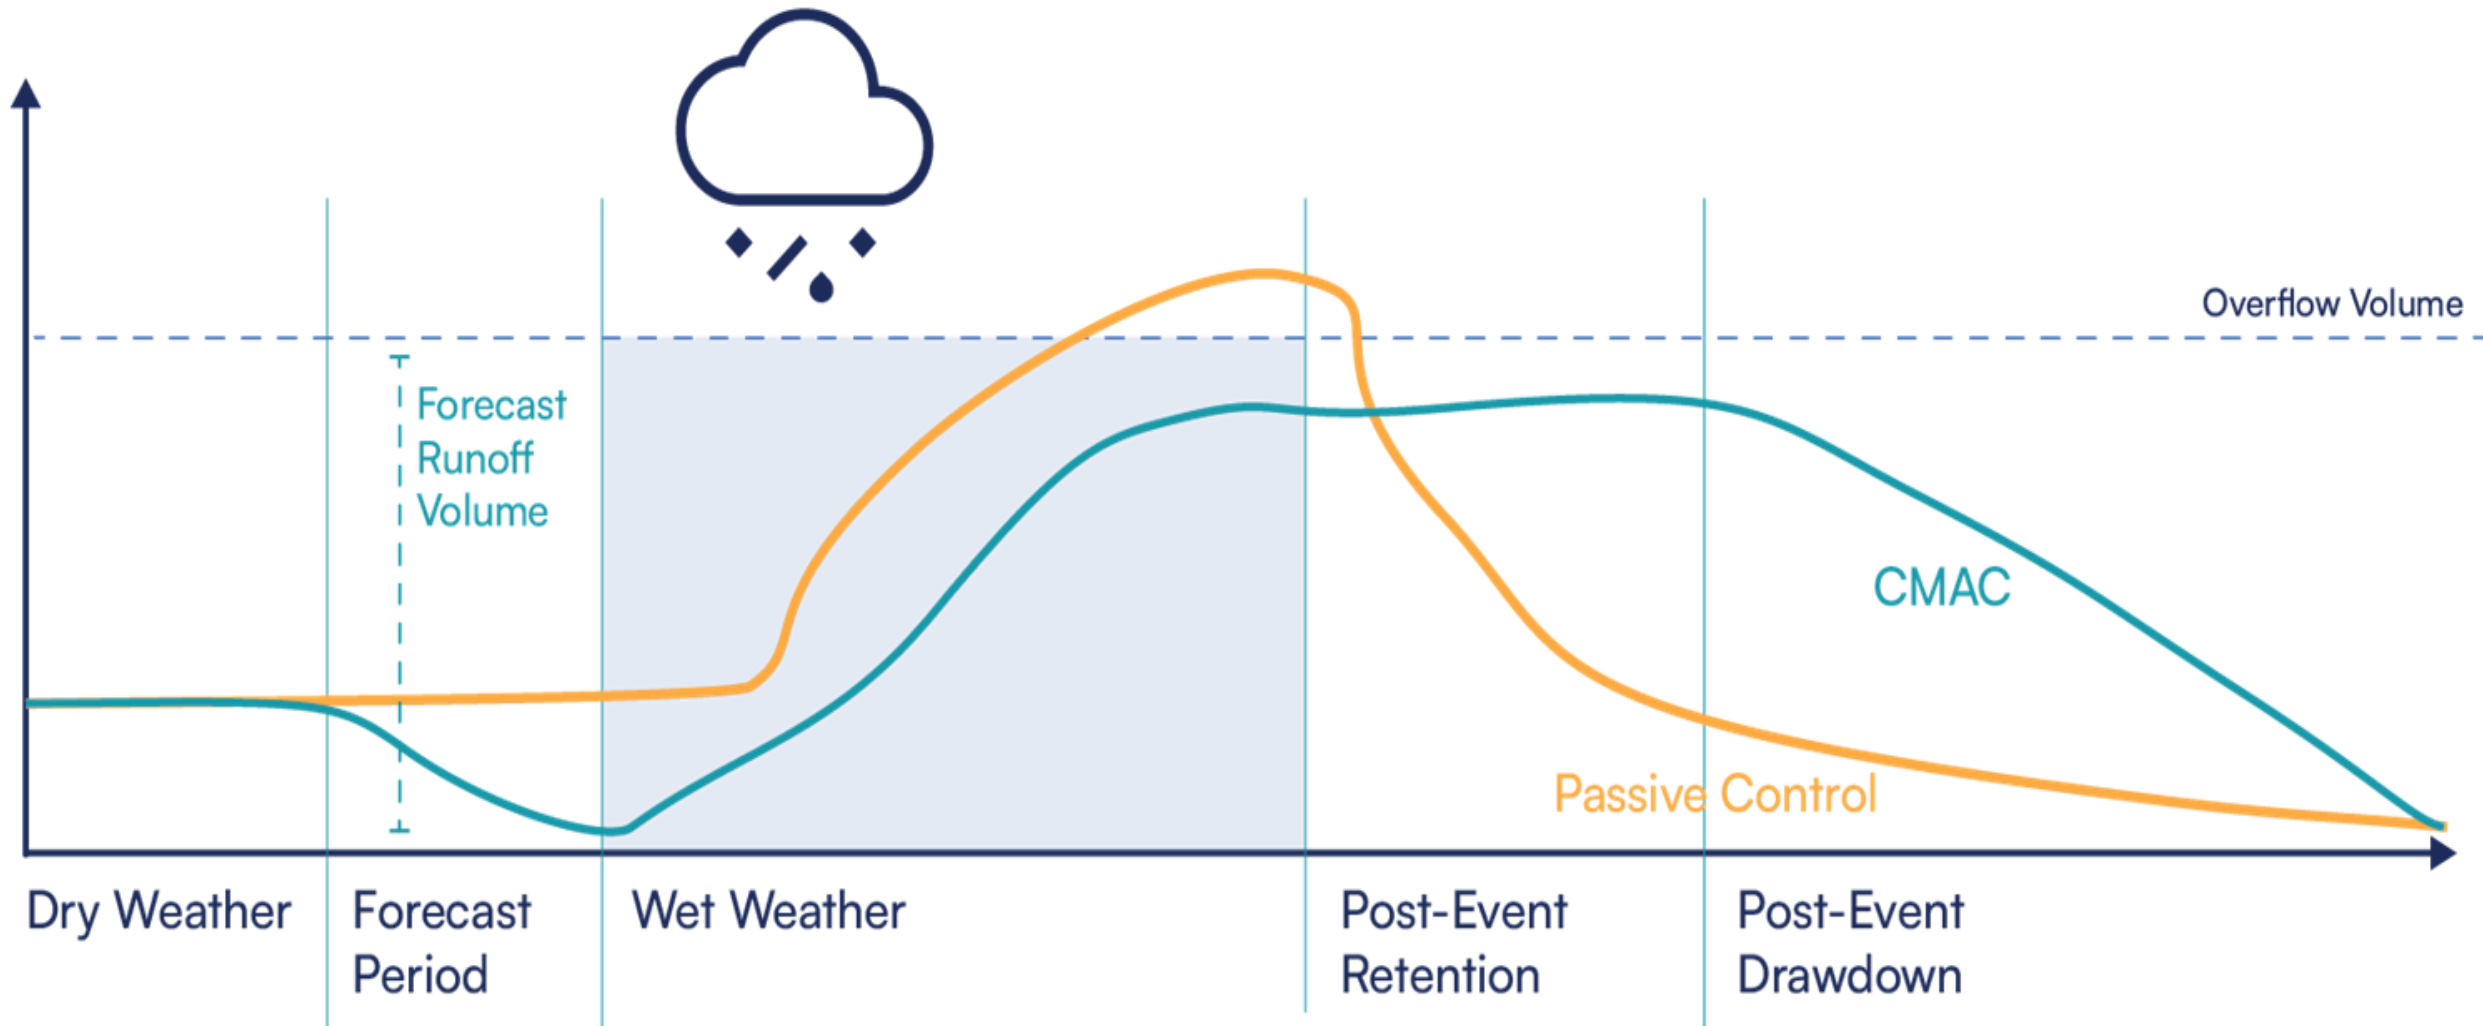 Overflow Volume
Forecast
Runoff
Volume
CMAC
Passive Control
Dry Weather
Forecast
Period
Wet Weather
Post-Event
Retention
Post-Event
Drawdown